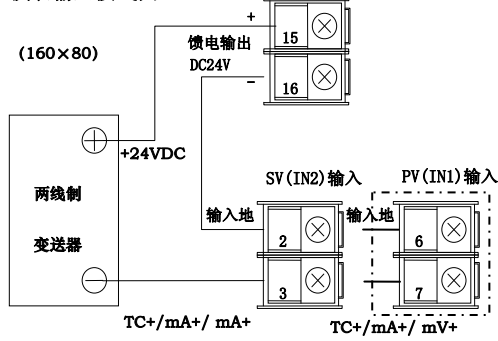 (160×80)
+
15
馈电输出
DC24V
16
−
+24VDC
两线制
变送器
SV(IN2)输入
PV(IN1)输入
输入地
2
输入地
6
3
7
TC+/mA+/ mA+
TC+/mA+/ mV+